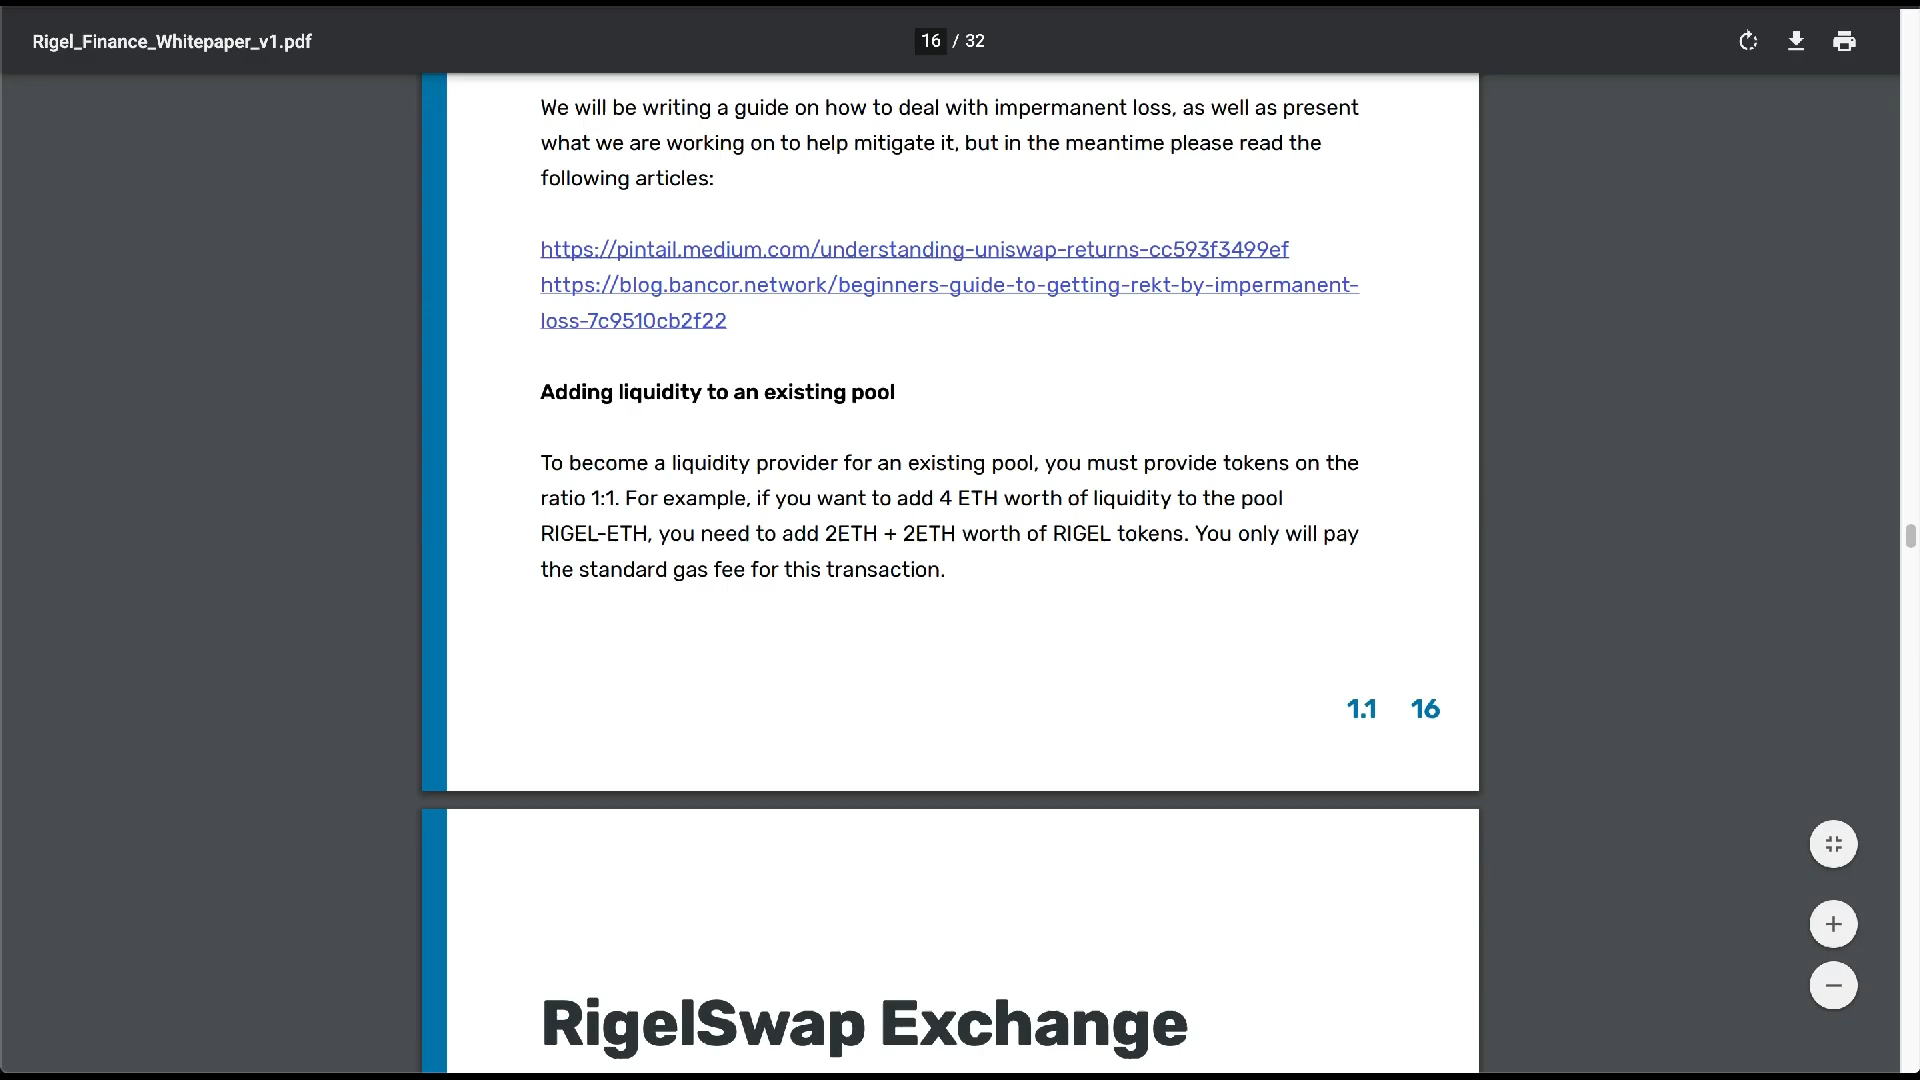 Rigel_Finance_Whitepaper_v1.pdf
16 / 32
We will be writing a guide on how to deal with impermanent loss, as well as present
what we are working on to help mitigate it, but in the meantime please read the
following articles:
https://pintail.medium.com/understanding-uniswap-returns-cc593f3499ef
https://blog.bancor.network/beginners-guide-to-getting-rekt-by-impermanent-
loss-7c9510cb2f22
Adding liquidity to an existing pool
To become a liquidity provider for an existing pool, you must provide tokens on the
ratio 1:1. For example, if you want to add 4 ETH worth of liquidity to the pool
RIGEL-ETH, you need to add 2ETH + 2ETH worth of RIGEL tokens. You only will pay
the standard gas fee for this transaction.
1.1 16
RigelSwap Exchange